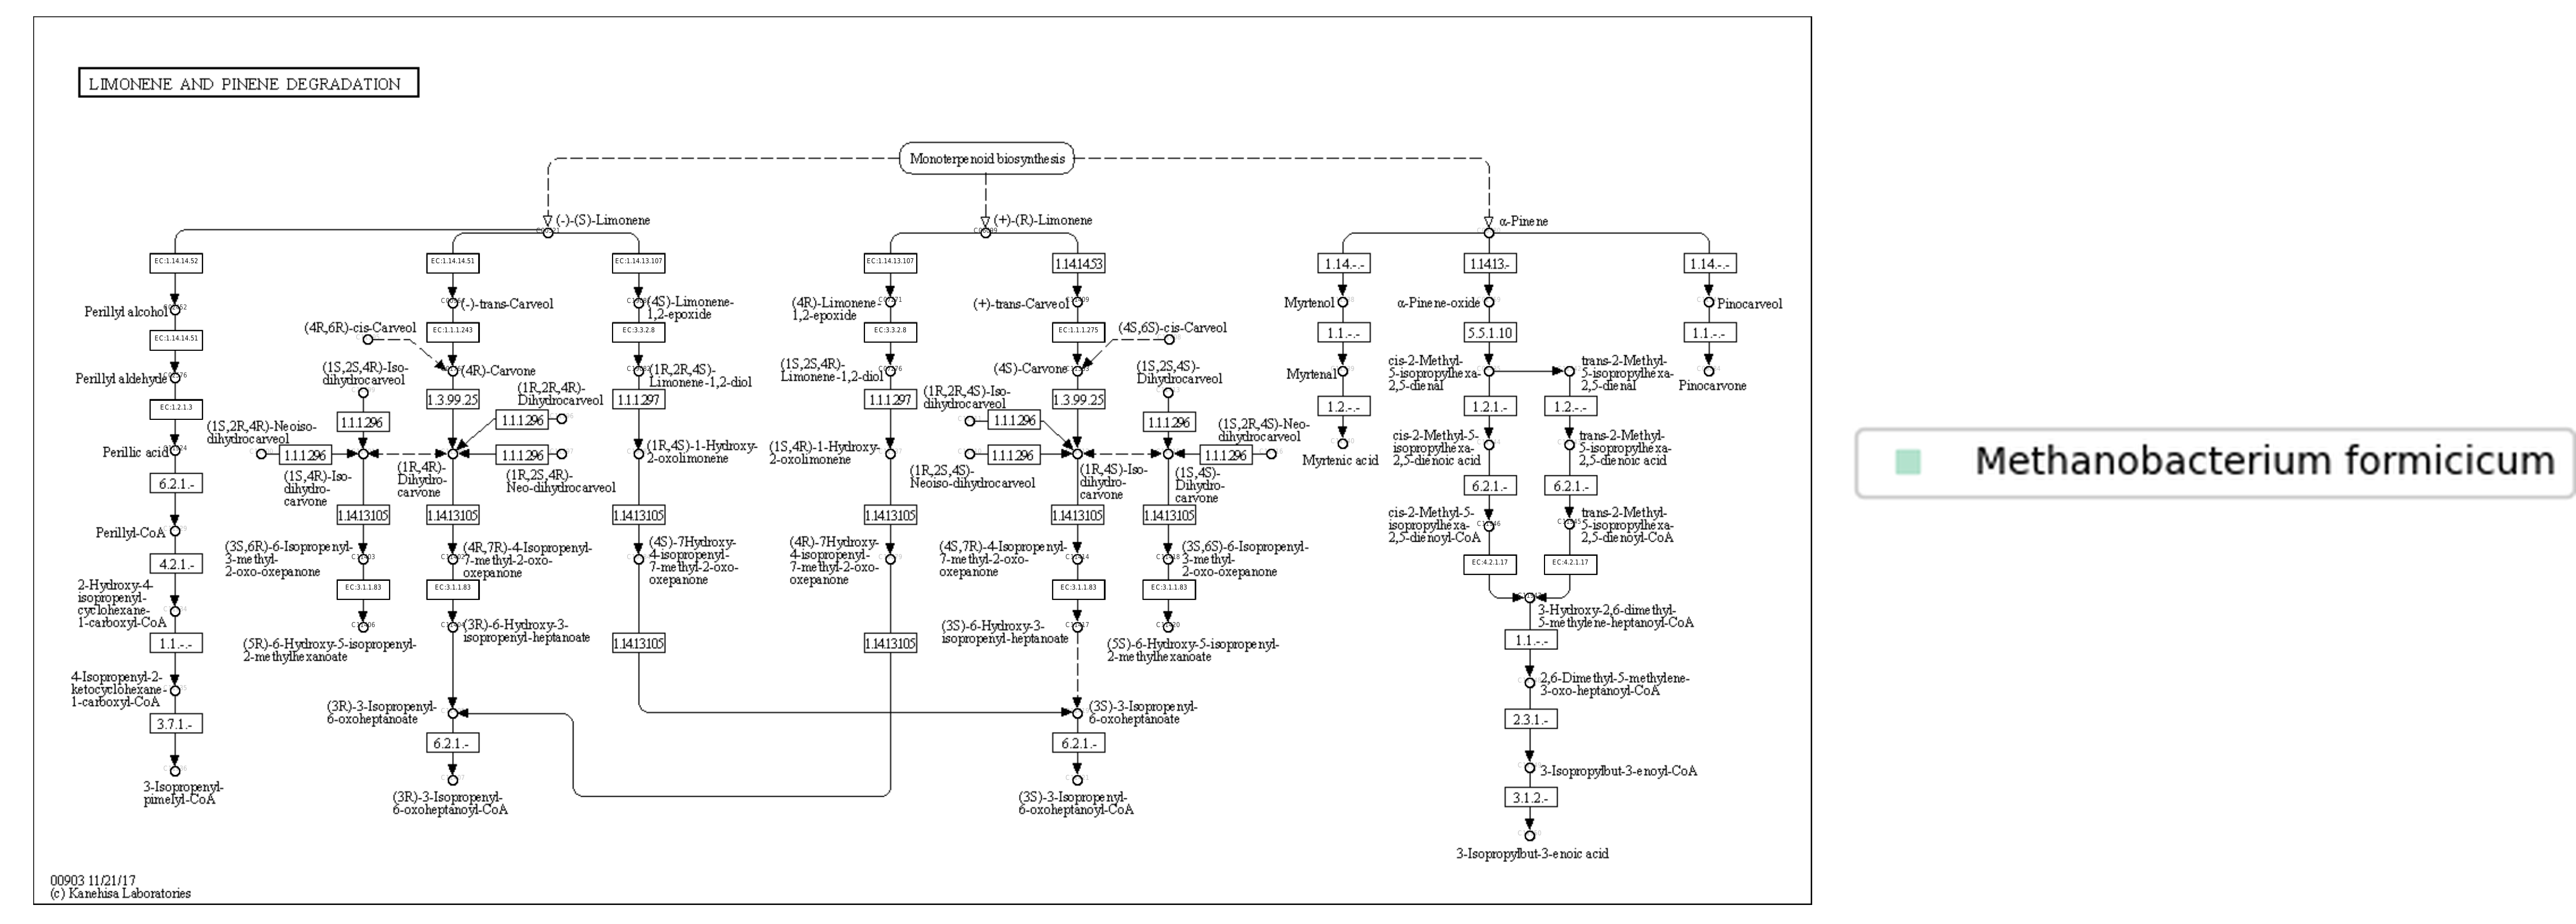 LIMONENE AND PINENE DEGRADATION
Monoterpenoid biosynthesis
(-)-(S)-Limonene
(+)-(R)-Limonene
α-Pinene
EC:1.14.14.52
EC:1.14.14.51
EC:1.14.13.107
EC:1.14.13.107
1.14.14.53
1.14.-.-
1.14.13.-
1.14.-.-
Perillyl alcohol
(-)-trans-Carveol
(4S)-Limonene-
1,2-epoxide
(4R)-Limonene-
1,2-epoxide
(+)-trans-Carveol
Myrtenol
α-Pinene-oxide
Pinocarveol
EC:1.14.14.51
(4R,6R)-cis-Carveol
EC:1.1.1.243
EC:3.3.2.8
EC:3.3.2.8
EC:1.1.1.275
(4S,6S)-cis-Carveol
1.1.-.-
5.5.1.10
1.1.-.-
Perillyl aldehyde
(1S,2S,4R)-Iso-
dihydrocarveol
(4R)-Carvone
(1R,2R,4S)-
Limonene-1,2-diol
(1S,2S,4R)-
Limonene-1,2-diol
(4S)-Carvone
(1S,2S,4S)-
Dihydrocarveol
Myrtenal
cis-2-Methyl-
5-isopropylhexa-
2,5-dienal
trans-2-Methyl-
5-isopropylhexa-
2,5-dienal
Pinocarvone
EC:1.2.1.3
1.1.1.296
1.3.99.25
(1R,2R,4R)-
Dihydrocarveol
1.1.1.296
1.1.1.297
1.1.1.297
(1R,2R,4S)-Iso-
dihydrocarveol
1.1.1.296
1.3.99.25
1.1.1.296
1.2.-.-
1.2.1.-
1.2.-.-
Perillic acid
(1S,2R,4R)-Neoiso-
dihydrocarveol
1.1.1.296
(1S,4R)-Iso-
dihydro-
carvone
(1R,4R)-
Dihydro-
carvone
1.1.1.296
(1R,2S,4R)-
Neo-dihydrocarveol
(1R,4S)-1-Hydroxy-
2-oxolimonene
(1S,4R)-1-Hydroxy-
2-oxolimonene
1.1.1.296
(1R,2S,4S)-
Neoiso-dihydrocarveol
(1R,4S)-Iso-
dihydro-
carvone
(1S,4S)-
Dihydro-
carvone
1.1.1.296
(1S,2R,4S)-Neo-
dihydrocarveol
Myrtenic acid
cis-2-Methyl-5-
isopropylhexa-
2,5-dienoic acid
trans-2-Methyl-
5-isopropylhexa-
2,5-dienoic acid
6.2.1.-
1.14.13.105
1.14.13.105
1.14.13.105
1.14.13.105
1.14.13.105
1.14.13.105
6.2.1.-
6.2.1.-
Perillyl-CoA
(3S,6R)-6-Isopropenyl-
3-methyl-
2-oxo-oxepanone
(4R,7R)-4-Isopropenyl-
7-methyl-2-oxo-
oxepanone
(4S)-7Hydroxy-
4-isopropenyl-
7-methyl-2-oxo-
oxepanone
(4R)-7Hydroxy-
4-isopropenyl-
7-methyl-2-oxo-
oxepanone
(4S,7R)-4-Isopropenyl-
7-methyl-2-oxo-
oxepanone
(3S,6S)-6-Isopropenyl-
3-methyl-
2-oxo-oxepanone
cis-2-Methyl-5-
isopropylhexa-
2,5-dienoyl-CoA
trans-2-Methyl-
5-isopropylhexa-
2,5-dienoyl-CoA
4.2.1.-
EC:3.1.1.83
EC:3.1.1.83
EC:3.1.1.83
EC:3.1.1.83
EC:4.2.1.17
EC:4.2.1.17
2-Hydroxy-4-
isopropenyl-
cyclohexane-
1-carboxyl-CoA
(5R)-6-Hydroxy-5-isopropenyl-
2-methylhexanoate
(3R)-6-Hydroxy-3-
isopropenyl-heptanoate
(3S)-6-Hydroxy-3-
isopropenyl-heptanoate
(5S)-6-Hydroxy-5-isopropenyl-
2-methylhexanoate
3-Hydroxy-2,6-dimethyl-
5-methylene-heptanoyl-CoA
1.1.-.-
1.14.13.105
1.14.13.105
1.1.-.-
4-Isopropenyl-2-
ketocyclohexane-
1-carboxyl-CoA
(3R)-3-Isopropenyl-
6-oxoheptanoate
(3S)-3-Isopropenyl-
6-oxoheptanoate
2,6-Dimethyl-5-methylene-
3-oxo-heptanoyl-CoA
3.7.1.-
6.2.1.-
6.2.1.-
2.3.1.-
3-Isopropenyl-
pimelyl-CoA
(3R)-3-Isopropenyl-
6-oxoheptanoyl-CoA
(3S)-3-Isopropenyl-
6-oxoheptanoyl-CoA
3-Isopropylbut-3-enoyl-CoA
3.1.2.-
3-Isopropylbut-3-enoic acid
00903 11/21/17
(c) Kanehisa Laboratories
Methanobacterium formicicum